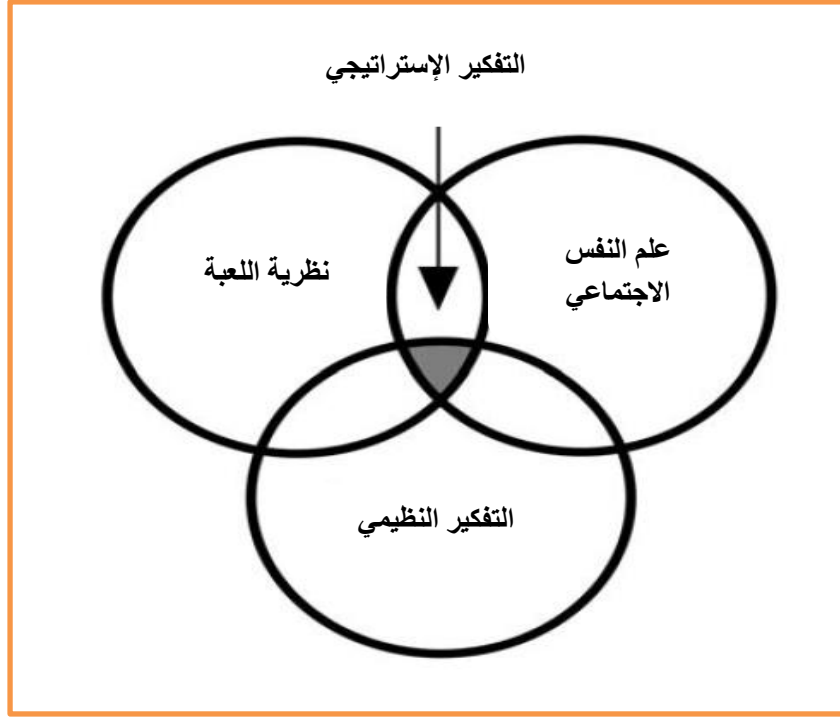 التفكير الإستراتيجي
علم النفس
الاجتماعي
نظرية اللعبة
التفكير النظيمي